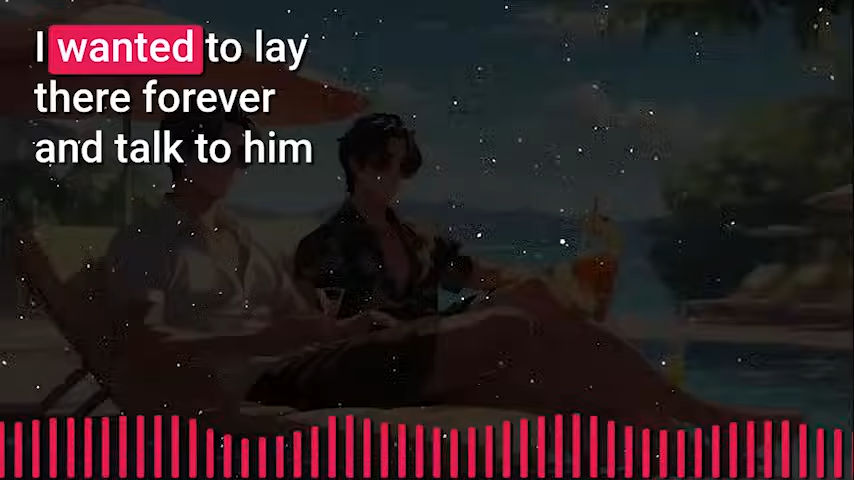 I wanted to lay
there forever
and talk to him